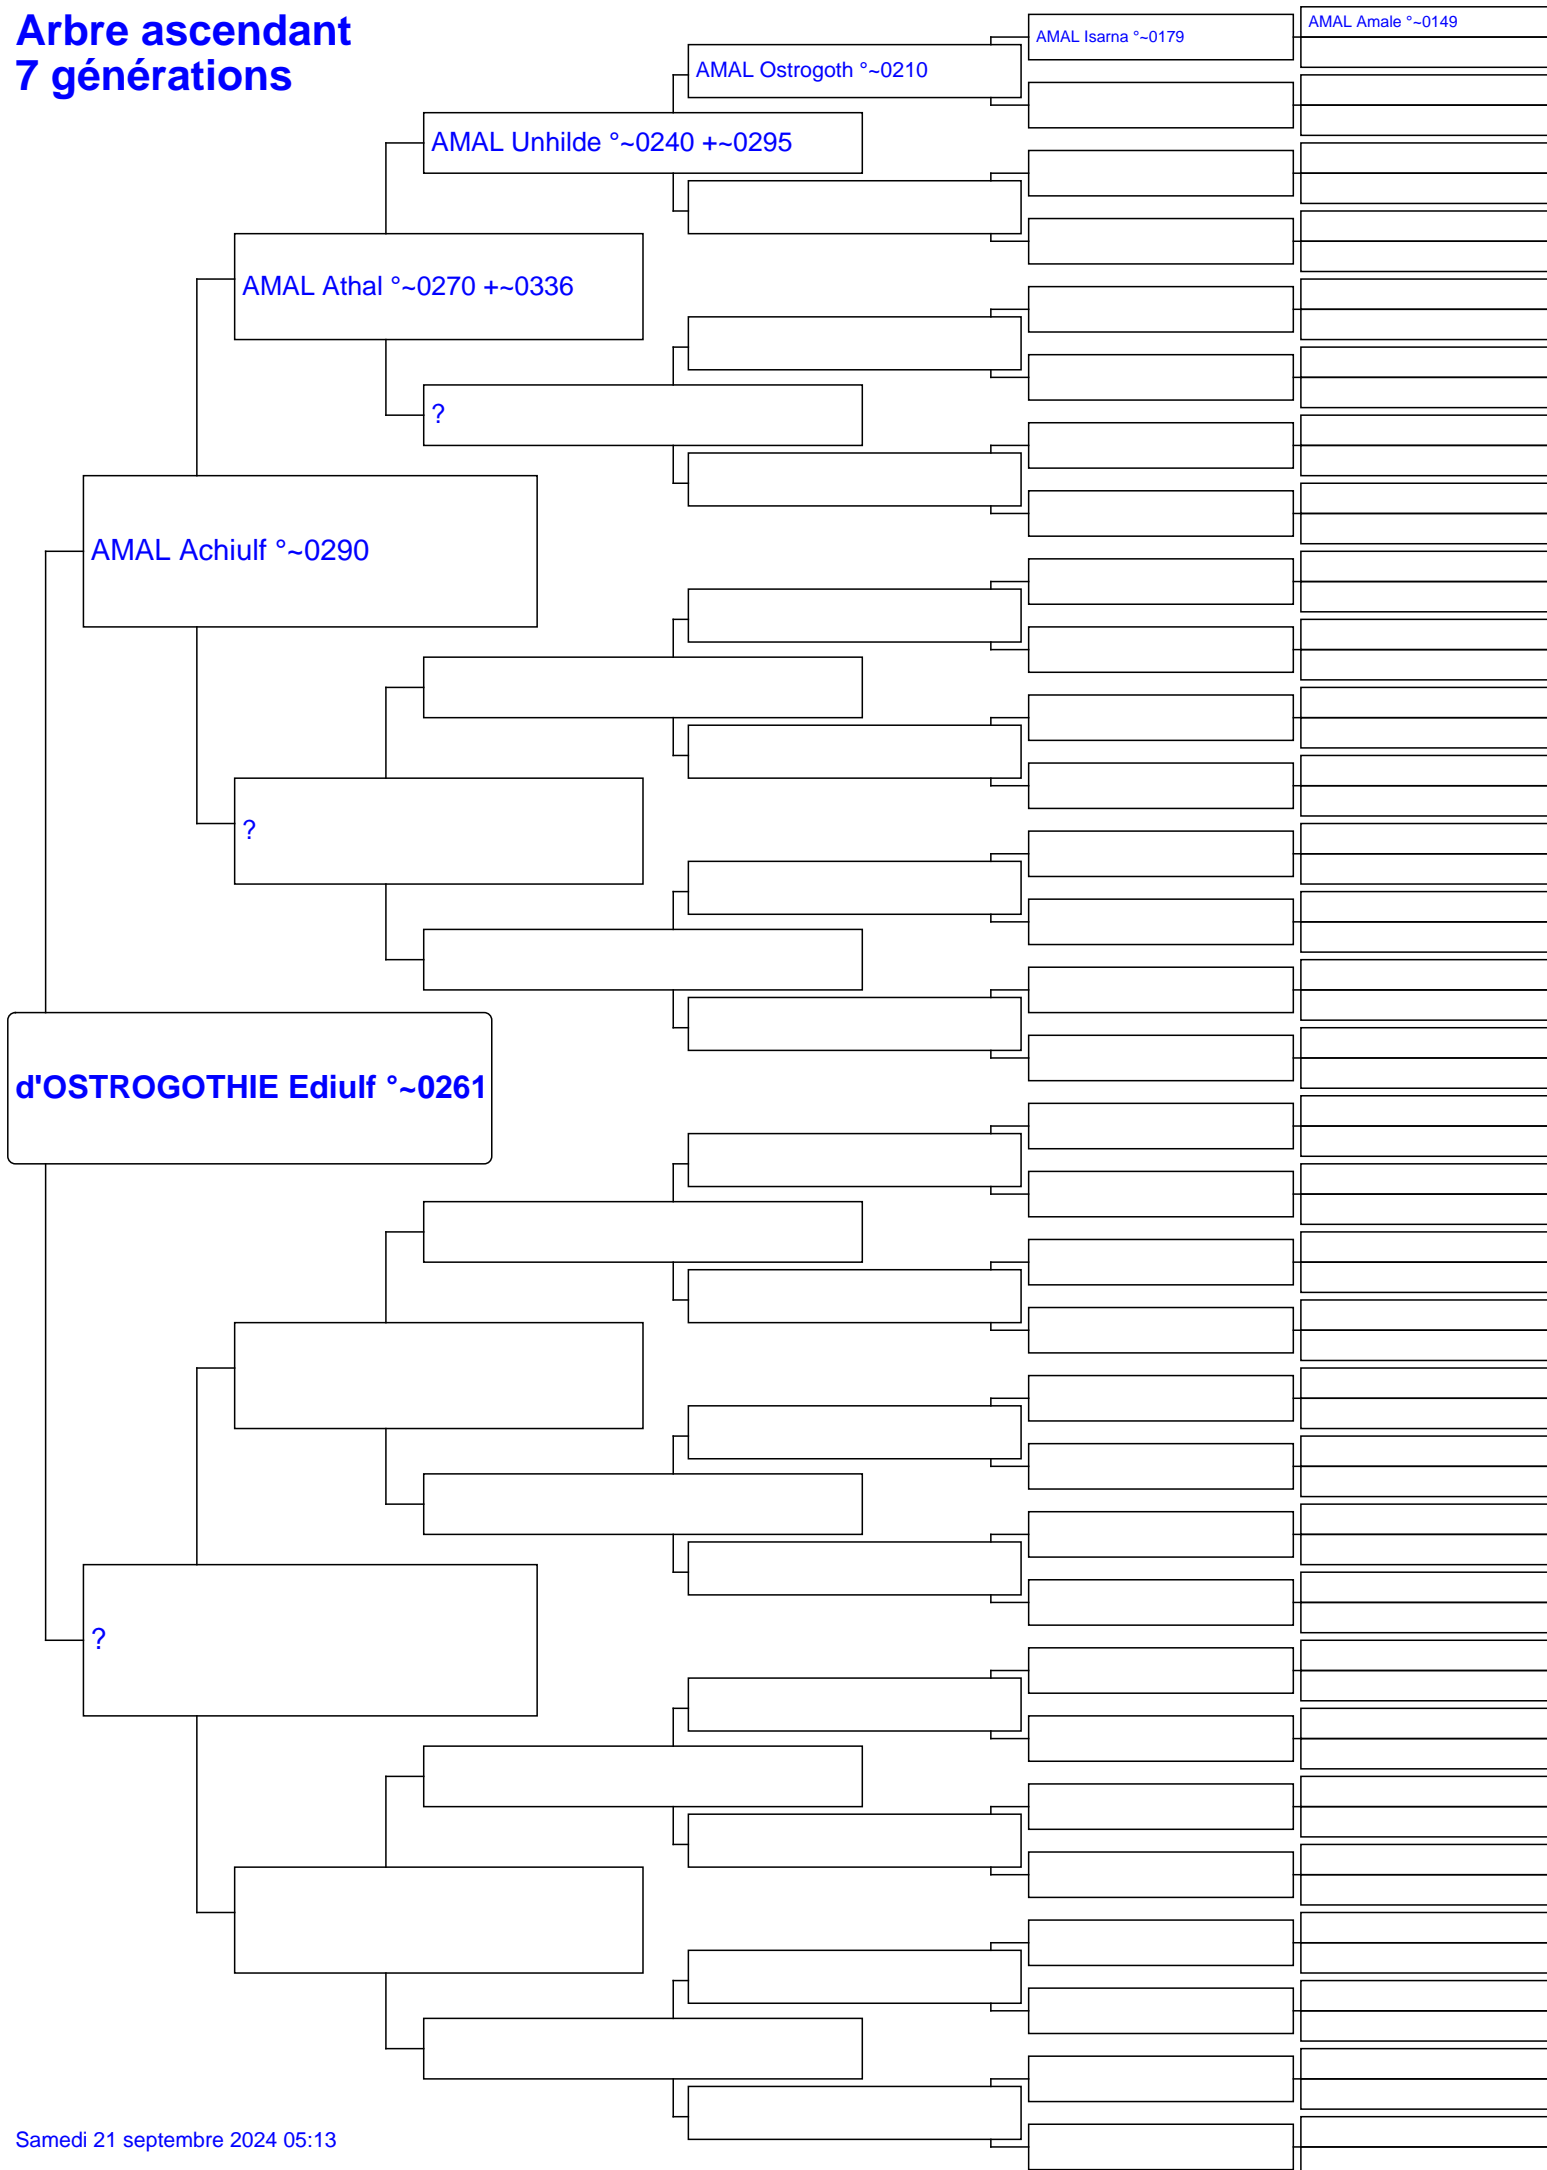 Arbre ascendant
7 générations
AMAL Amale °~0149
AMAL Isarna °~0179
AMAL Ostrogoth °~0210
AMAL Unhilde °~0240 +~0295
AMAL Athal °~0270 +~0336
?
AMAL Achiulf °~0290
?
d'OSTROGOTHIE Ediulf °~0261
?
Samedi 21 septembre 2024 05:13